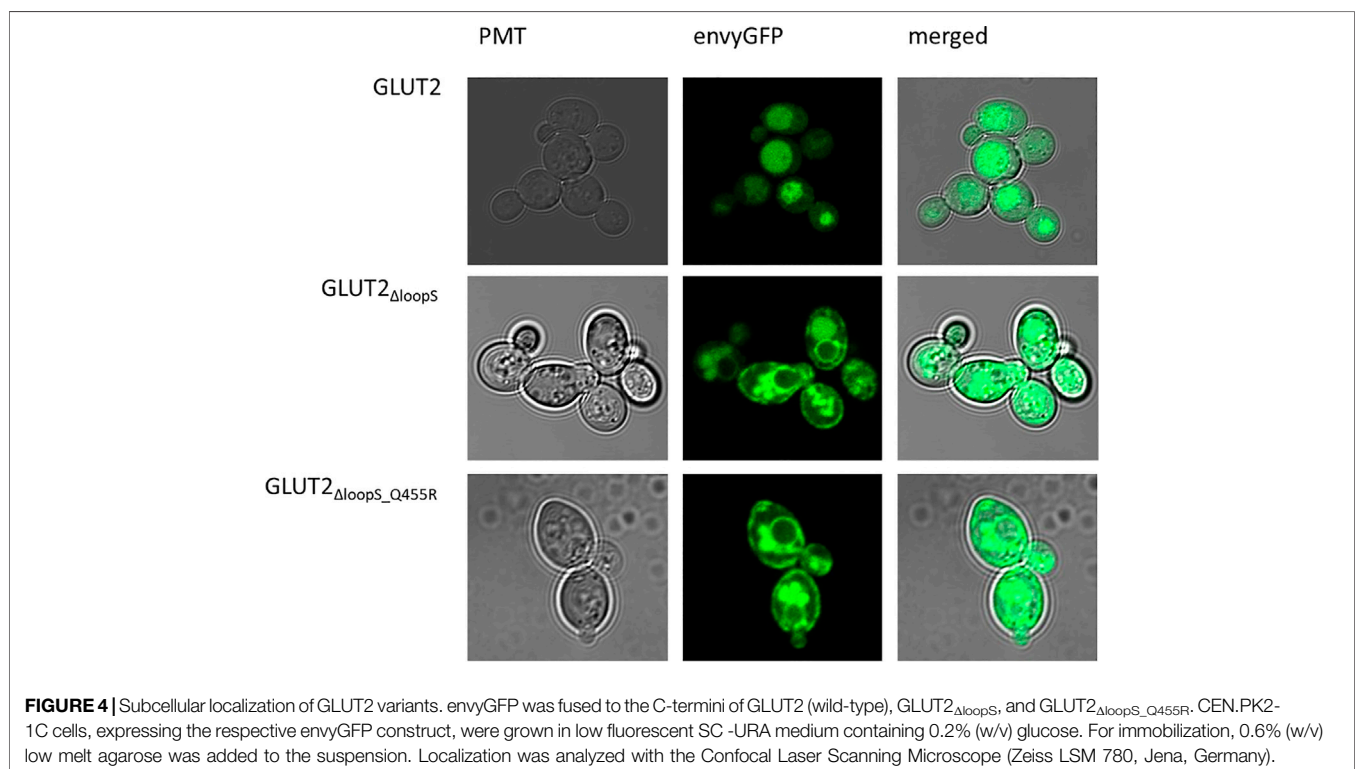 PMT envyGFP merged
GLUT2
GLUT2ΔloopS
GLUT2ΔloopS_Q455R
FIGURE 4 | Subcellular localization of GLUT2 variants. envyGFP was fused to the C-termini of GLUT2 (wild-type), GLUT2ΔloopS, and GLUT2ΔloopS_Q455R. CEN.PK2-
1C cells, expressing the respective envyGFP construct, were grown in low fluorescent SC -URA medium containing 0.2% (w/v) glucose. For immobilization, 0.6% (w/v)
low melt agarose was added to the suspension. Localization was analyzed with the Confocal Laser Scanning Microscope (Zeiss LSM 780, Jena, Germany).